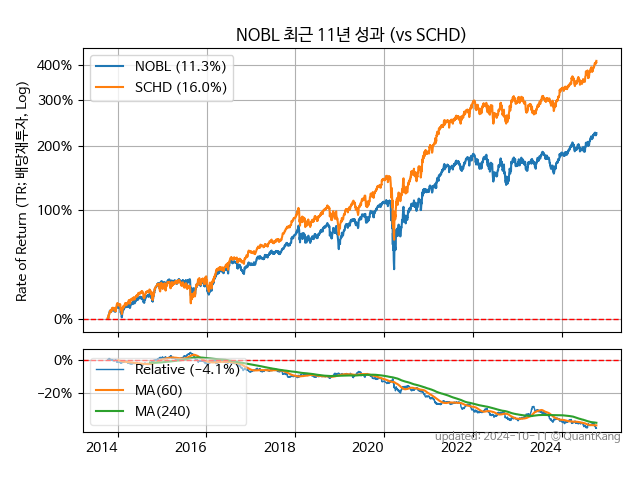 NOBL 최근 11년 성과 (vs SCHD)
Rate of Return (TR: 배당재투자, Log)
400%
300%
200%
100%
0%
NOBL (11.3%)
SCHD (16.0%)
0%
−20%
Relative (−4.1%)
MA(60)
MA(240)
2014 2016 2018 2020 2022 2024
updated: 2024-10-11 © QuantKang